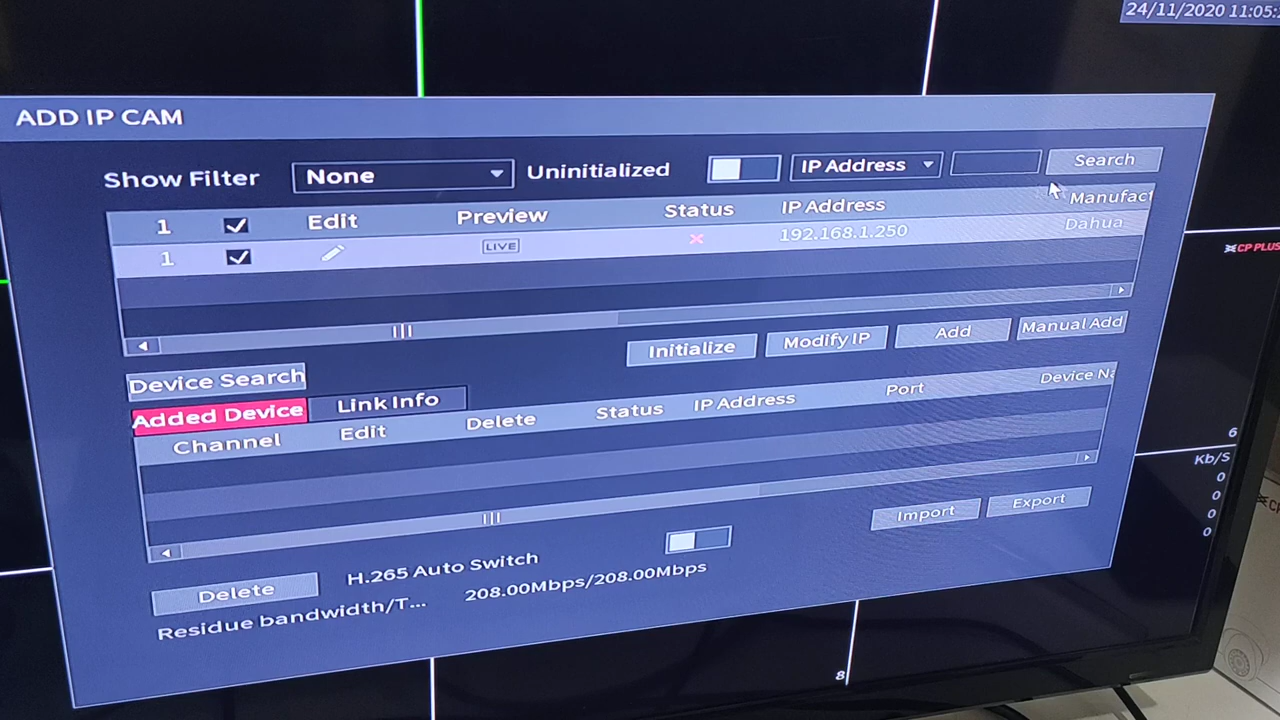 24/11/2020 11:05:
ADD IP CAM
Show Filter None Uninitialized IP Address Search
1 Edit Preview Status IP Address Manufact
1 LIVE 192.168.1.250 Dahua
Initialize Modify IP Add Manual Add
Device Search
Added Device Link Info
Channel Edit Delete Status IP Address Port Device Na
Import Export
Delete H.265 Auto Switch
Residue bandwidth/T... 208.00Mbps/208.00Mbps
CP PLUS
6
Kb/S
0
0
0
0
8